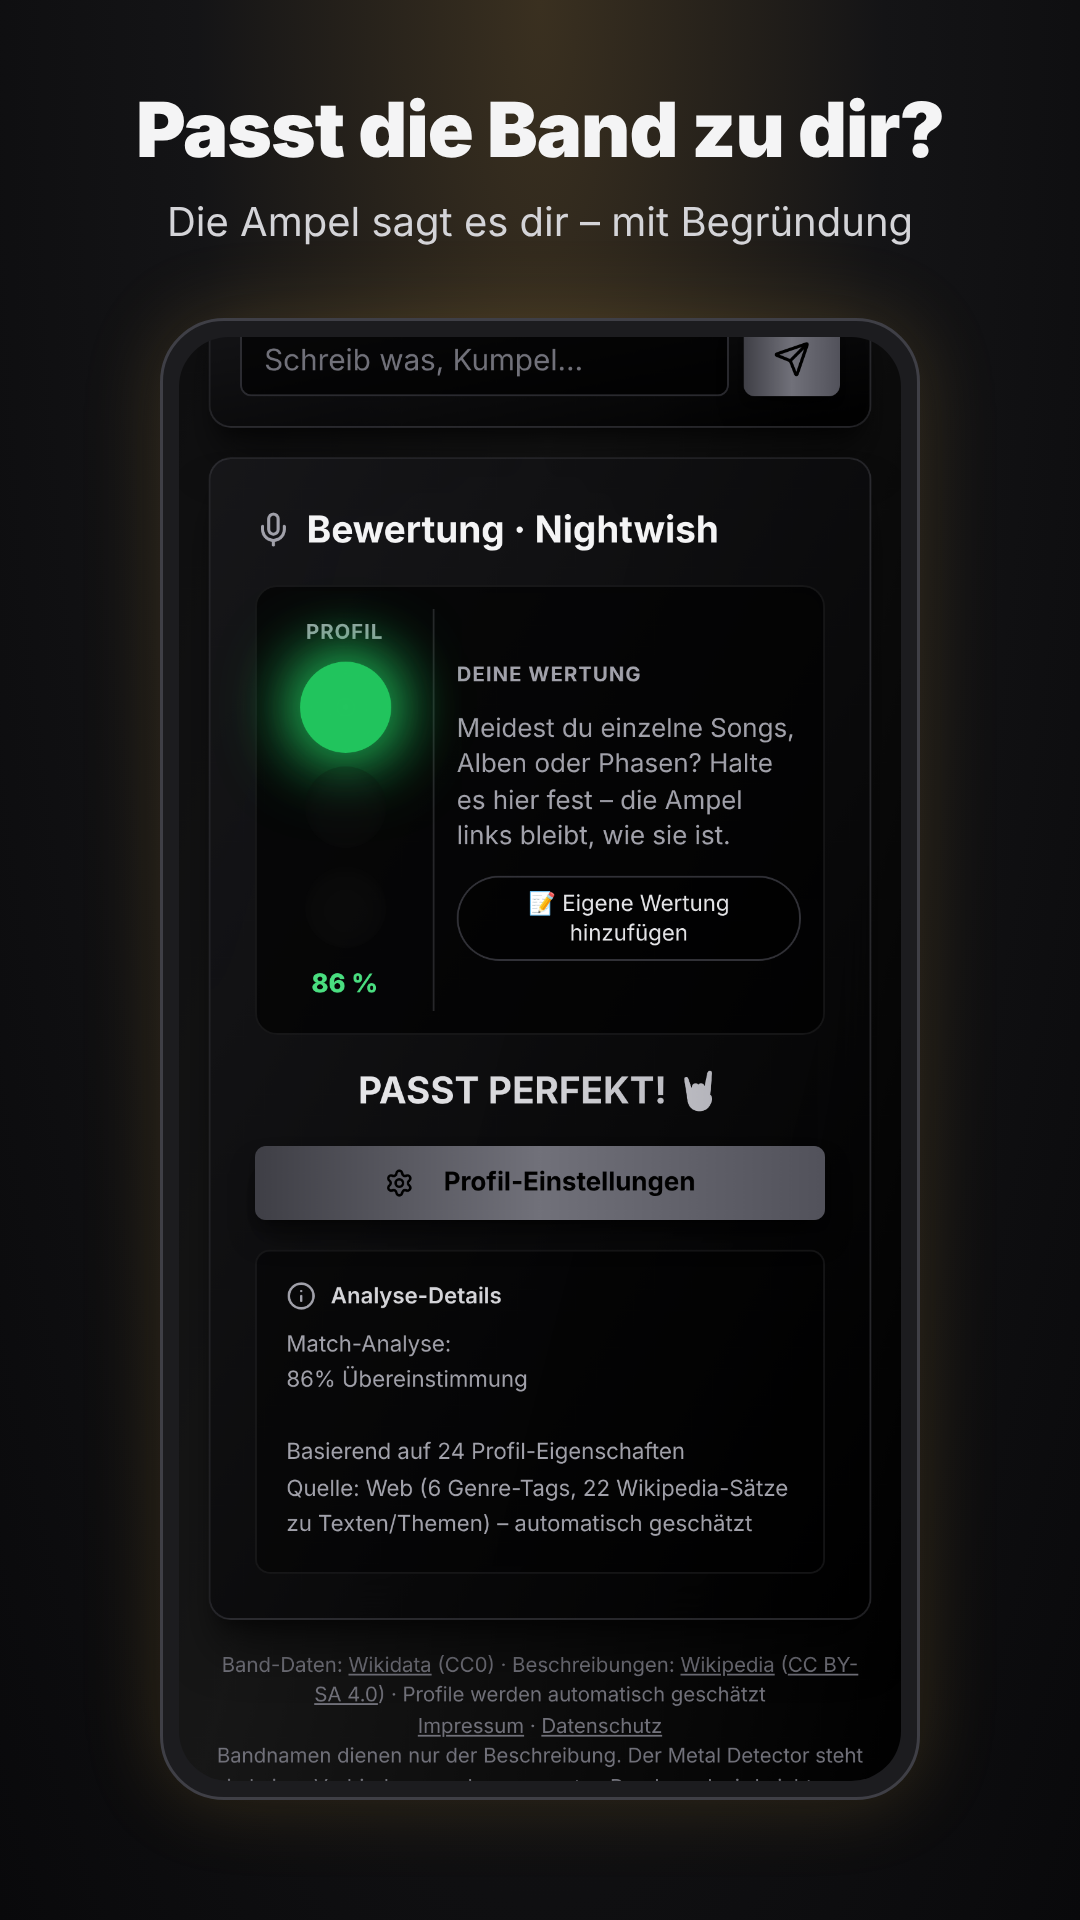 Passt die Band zu dir?
Die Ampel sagt es dir – mit Begründung
Schreib was, Kumpel...
Bewertung · Nightwish
PROFIL
86 %
DEINE WERTUNG
Meidest du einzelne Songs,
Alben oder Phasen? Halte
es hier fest – die Ampel
links bleibt, wie sie ist.
📝 Eigene Wertung
hinzufügen
PASST PERFEKT! 🤘
Profil-Einstellungen
Analyse-Details
Match-Analyse:
86% Übereinstimmung
Basierend auf 24 Profil-Eigenschaften
Quelle: Web (6 Genre-Tags, 22 Wikipedia-Sätze
zu Texten/Themen) – automatisch geschätzt
Band-Daten: Wikidata (CC0) · Beschreibungen: Wikipedia (CC BY-
SA 4.0) · Profile werden automatisch geschätzt
Impressum · Datenschutz
Bandnamen dienen nur der Beschreibung. Der Metal Detector steht